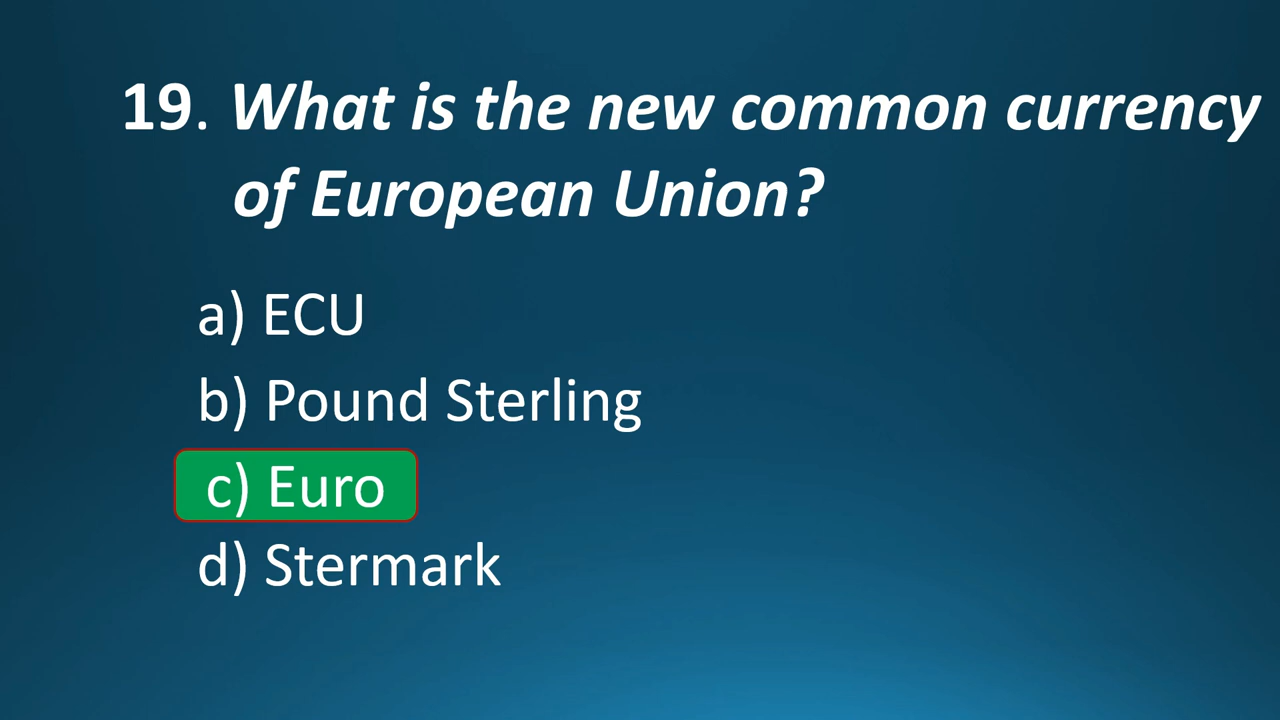 19. What is the new common currency
of European Union?
a) ECU
b) Pound Sterling
c) Euro
d) Stermark